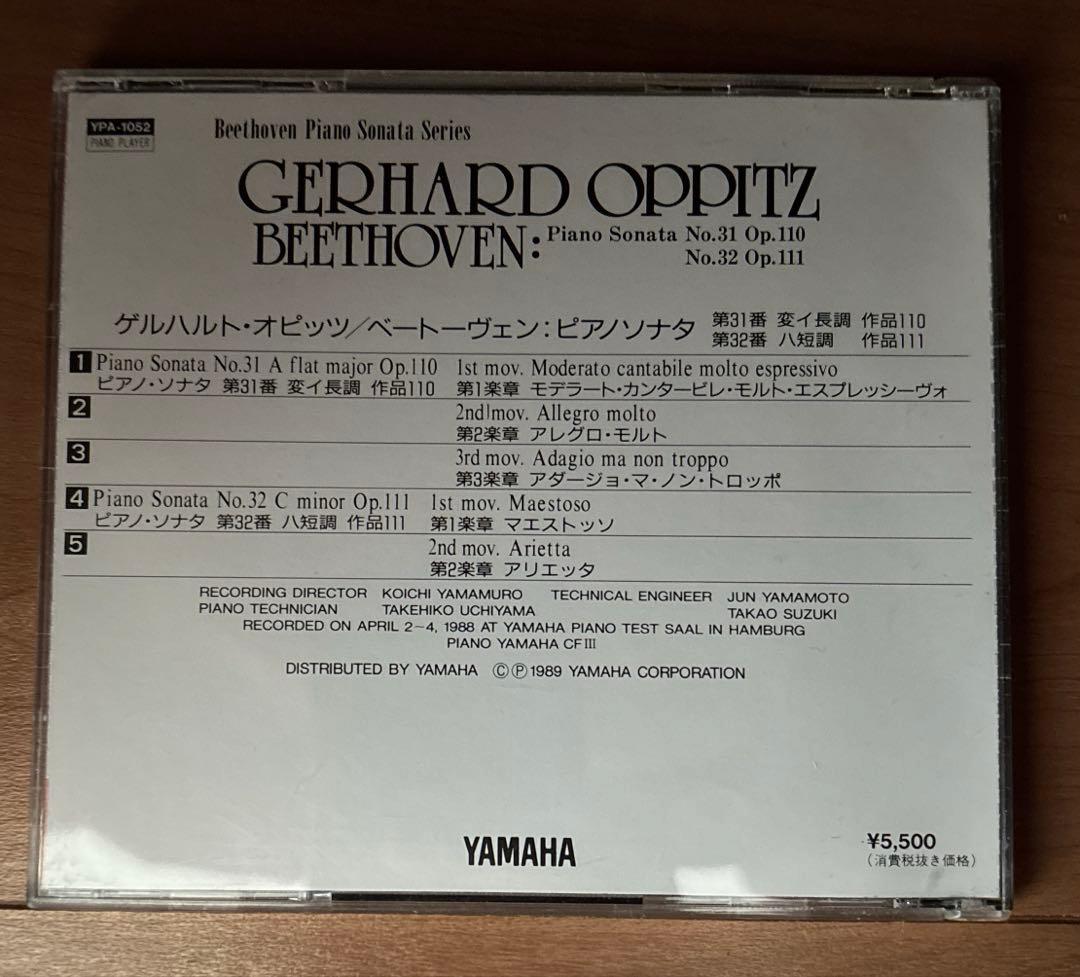 YPA-1052
PIANO PLAYER
Beethoven Piano Sonata Series
GERHARD OPPITZ
BEETHOVEN: Piano Sonata No.31 Op.110
No.32 Op.111
ゲルハルト・オピッツ/ベートーヴェン:ピアノソナタ 第31番 変イ長調 作品110
第32番 ハ短調 作品111
1 Piano Sonata No.31 A flat major Op.110 1st mov. Moderato cantabile molto espressivo
ピアノ・ソナタ 第31番 変イ長調 作品110 第1楽章 モデラート・カンタービレ・モルト・エスプレッシーヴォ
2 2nd mov. Allegro molto
第2楽章 アレグロ・モルト
3 3rd mov. Adagio ma non troppo
第3楽章 アダージョ・マ・ノン・トロッポ
4 Piano Sonata No.32 C minor Op.111 1st mov. Maestoso
ピアノ・ソナタ 第32番 ハ短調 作品111 第1楽章 マエストッソ
5 2nd mov. Arietta
第2楽章 アリエッタ
RECORDING DIRECTOR KOICHI YAMAMURO TECHNICAL ENGINEER JUN YAMAMOTO
PIANO TECHNICIAN TAKEHIKO UCHIYAMA TAKAO SUZUKI
RECORDED ON APRIL 2~4, 1988 AT YAMAHA PIANO TEST SAAL IN HAMBURG
PIANO YAMAHA CFⅢ
DISTRIBUTED BY YAMAHA ©℗1989 YAMAHA CORPORATION
YAMAHA
¥5,500
(消費税抜き価格)